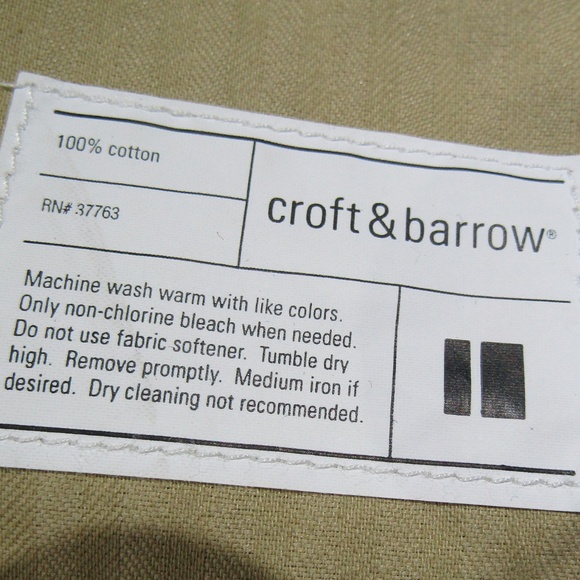 100% cotton
RN# 37763
croft&barrow®
Machine wash warm with like colors.
Only non-chlorine bleach when needed.
Do not use fabric softener. Tumble dry
high. Remove promptly. Medium iron if
desired. Dry cleaning not recommended.